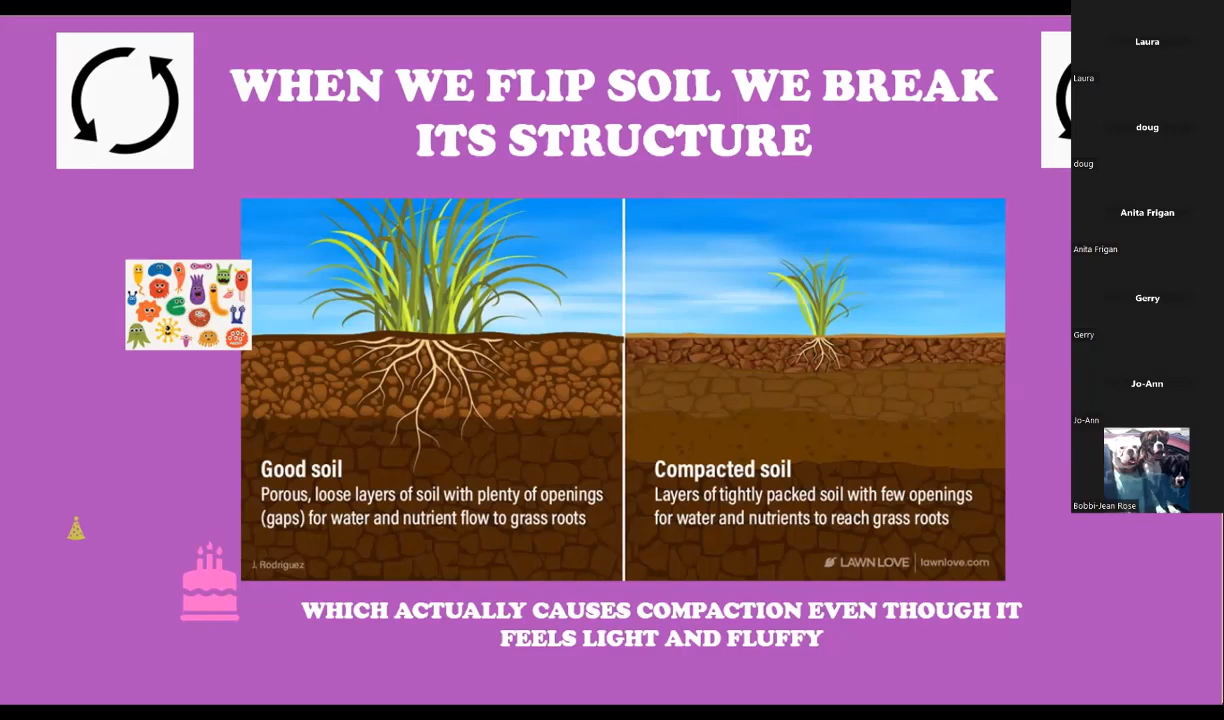 WHEN WE FLIP SOIL WE BREAK
ITS STRUCTURE
Good soil
Porous, loose layers of soil with plenty of openings
(gaps) for water and nutrient flow to grass roots
J. Rodriguez
Compacted soil
Layers of tightly packed soil with few openings
for water and nutrients to reach grass roots
LAWN LOVE | lawnlove.com
WHICH ACTUALLY CAUSES COMPACTION EVEN THOUGH IT
FEELS LIGHT AND FLUFFY
Laura
Laura
doug
doug
Anita Frigan
Anita Frigan
Gerry
Gerry
Jo-Ann
Jo-Ann
Bobbi-Jean Rose